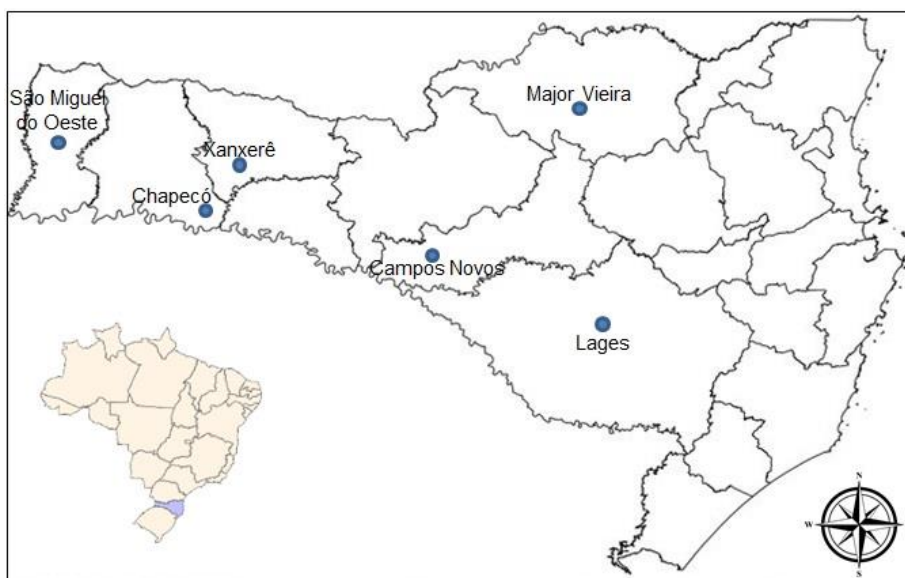 São Miguel
do Oeste
Major Vieira
Xanxerê
Chapecó
Campos Novos
Lages
N
W
E
S